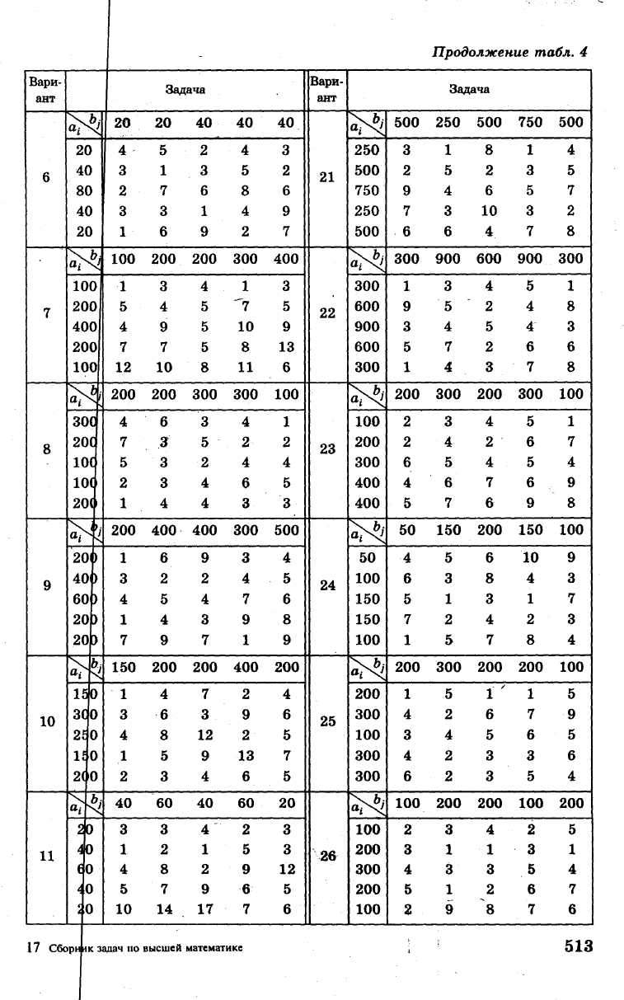 Продолжение табл. 4
Вари-
ант
Задача
6
a_i b_j 20 20 40 40 40
20 4 5 2 4 3
40 3 1 3 5 2
80 2 7 6 8 6
40 3 3 1 4 9
20 1 6 9 2 7
7
a_i b_j 100 200 200 300 400
100 1 3 4 1 3
200 5 4 5 7 5
400 4 9 5 10 9
200 7 7 5 8 13
100 12 10 8 11 6
8
a_i b_j 200 200 300 300 100
300 4 6 3 4 1
200 7 3 5 2 2
100 5 3 2 4 4
100 2 3 4 6 5
200 1 4 4 3 3
9
a_i b_j 200 400 400 300 500
200 1 6 9 3 4
400 3 2 2 4 5
600 4 5 4 7 6
200 1 4 3 9 8
200 7 9 7 1 9
10
a_i b_j 150 200 200 400 200
150 1 4 7 2 4
300 3 6 3 9 6
250 4 8 12 2 5
150 1 5 9 13 7
200 2 3 4 6 5
11
a_i b_j 40 60 40 60 20
20 3 3 4 2 3
40 1 2 1 5 3
60 4 8 2 9 12
40 5 7 9 6 5
20 10 14 17 7 6
Вари-
ант
Задача
21
a_i b_j 500 250 500 750 500
250 3 1 8 1 4
500 2 5 2 3 5
750 9 4 6 5 7
250 7 3 10 3 2
500 6 6 4 7 8
22
a_i b_j 300 900 600 900 300
300 1 3 4 5 1
600 9 5 2 4 8
900 3 4 5 4 3
600 5 7 2 6 6
300 1 4 3 7 8
23
a_i b_j 200 300 200 300 100
100 2 3 4 5 1
200 2 4 2 6 7
300 6 5 4 5 4
400 4 6 7 6 9
400 5 7 6 9 8
24
a_i b_j 50 150 200 150 100
50 4 5 6 10 9
100 6 3 8 4 3
150 5 1 3 1 7
150 7 2 4 2 3
100 1 5 7 8 4
25
a_i b_j 200 300 200 200 100
200 1 5 1 1 5
300 4 2 6 7 9
100 3 4 5 6 5
300 4 2 3 3 6
300 6 2 3 5 4
26
a_i b_j 100 200 200 100 200
100 2 3 4 2 5
200 3 1 1 3 1
300 4 3 3 5 4
200 5 1 2 6 7
100 2 9 8 7 6
17 Сборник задач по высшей математике
513